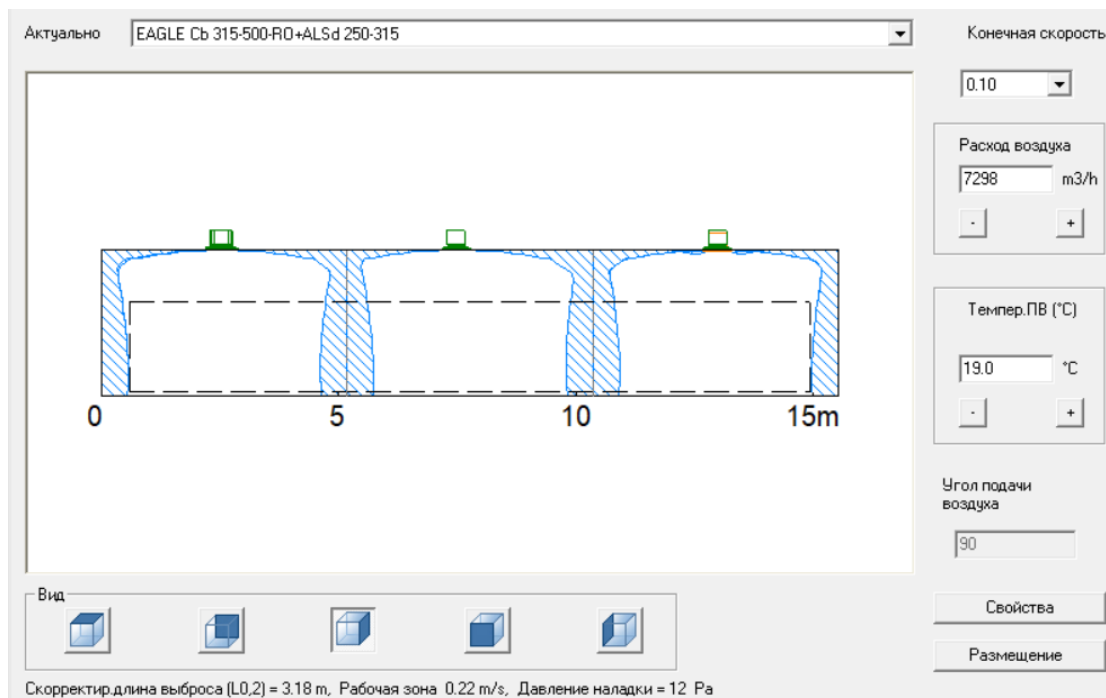 Актуально
EAGLE Cb 315-500-RO+ALSd 250-315
Конечная скорость
0.10
Расход воздуха
7298 m3/h
- +
Темпер.ПВ (°C)
19.0 °C
- +
Угол подачи
воздуха
90
0 5 10 15m
Вид
Свойства
Размещение
Скорректир.длина выброса (L0,2) = 3.18 m, Рабочая зона 0.22 m/s, Давление наладки = 12 Pa